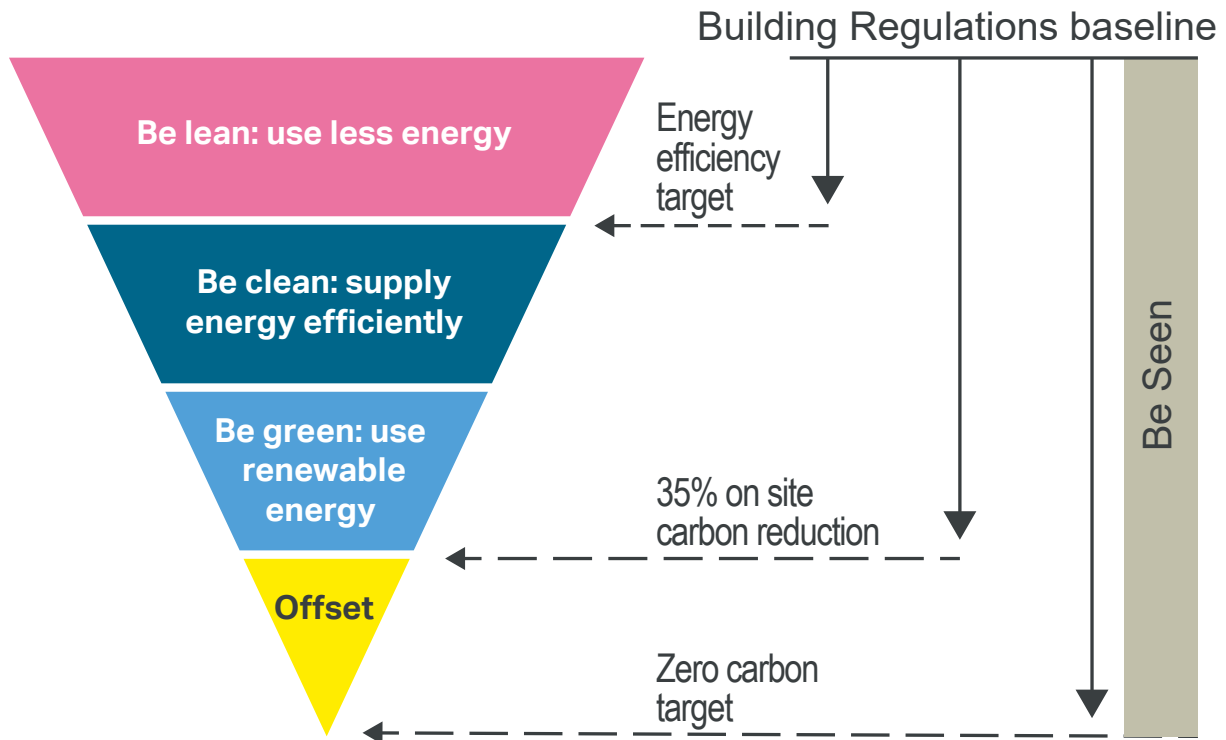 Building Regulations baseline
Be lean: use less energy
Energy
efficiency
target
Be clean: supply
energy efficiently
Be Seen
Be green: use
renewable
energy
35% on site
carbon reduction
Offset
Zero carbon
target